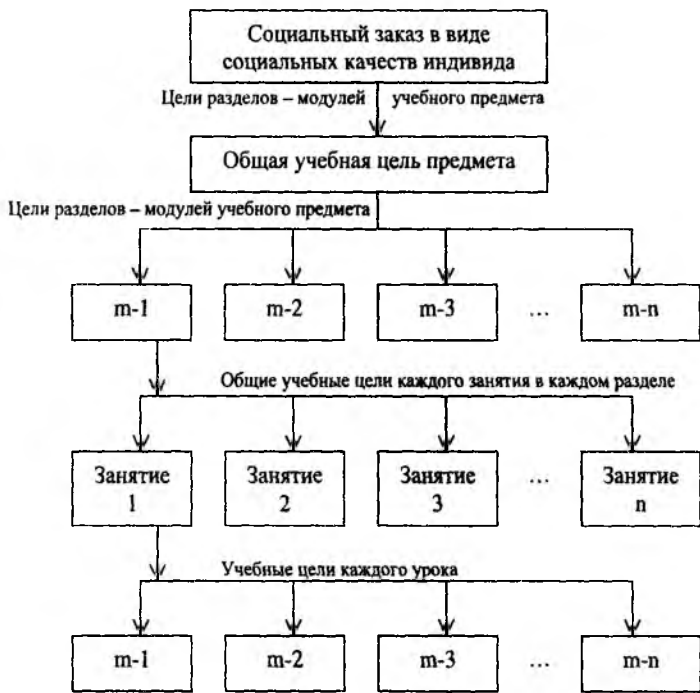 Социальный заказ в виде
социальных качеств индивида
Цели разделов – модулей учебного предмета
Общая учебная цель предмета
Цели разделов – модулей учебного предмета
m-1 m-2 m-3 ... m-n
Общие учебные цели каждого занятия в каждом разделе
Занятие Занятие Занятие ... Занятие
1 2 3 n
Учебные цели каждого урока
m-1 m-2 m-3 ... m-n